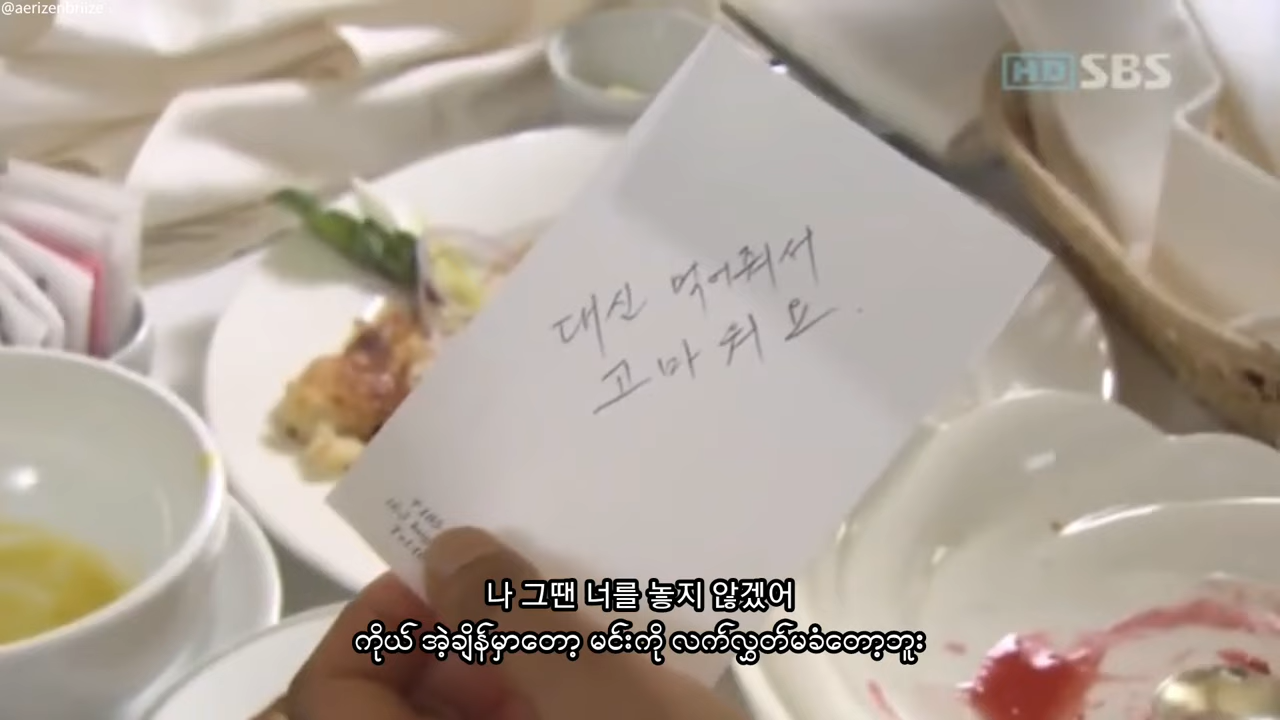 @aerizenbriize
HD SBS
대신 먹어줘서
고마워요.
나 그땐 너를 놓지 않겠어
ကိုယ် အဲ့ချိန်မှာတော့ မင်းကို လက်လွှတ်မခံတော့ဘူး